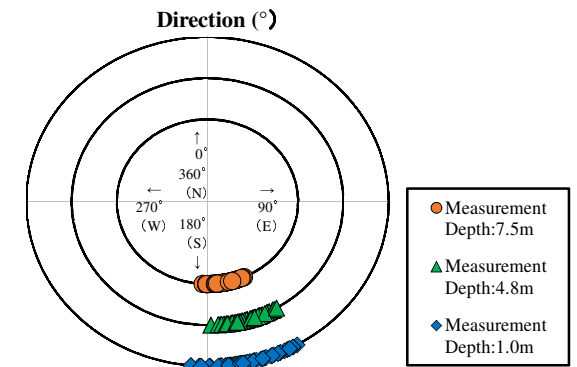 Direction (°)
↑
0°
360°
(N)
←
270°
(W)
→
90°
(E)
180°
(S)
↓
Measurement
Depth:7.5m
Measurement
Depth:4.8m
Measurement
Depth:1.0m